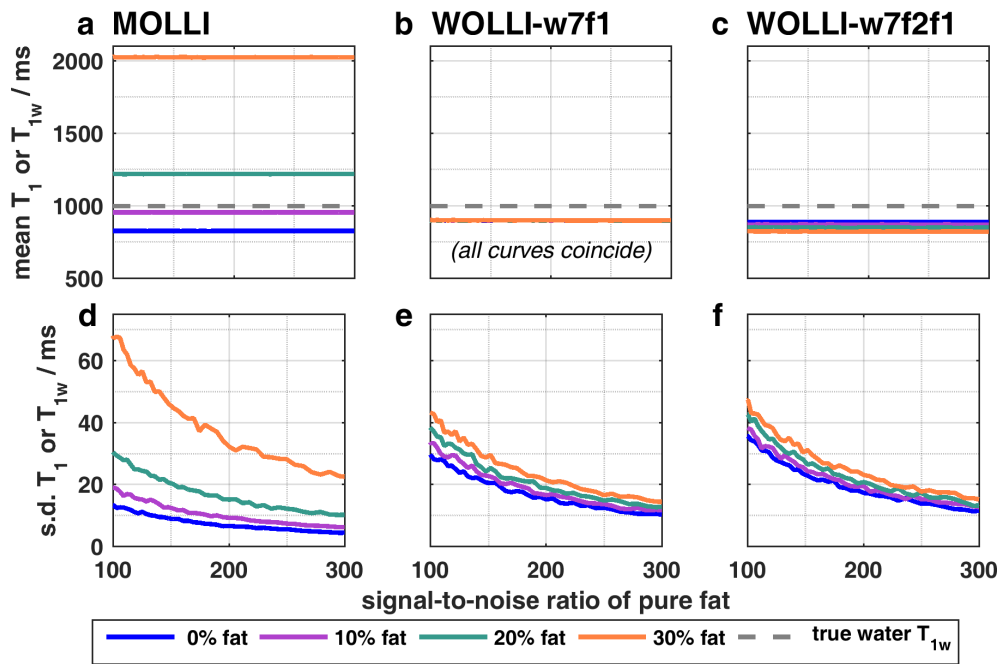 a MOLLI
b WOLLI-w7f1
c WOLLI-w7f2f1
mean T1 or T1w / ms
2000
1500
1000
500
(all curves coincide)
d
e
f
s.d. T1 or T1w / ms
60
40
20
0
100 200 300
100 200 300
100 200 300
signal-to-noise ratio of pure fat
0% fat 10% fat 20% fat 30% fat true water T1w